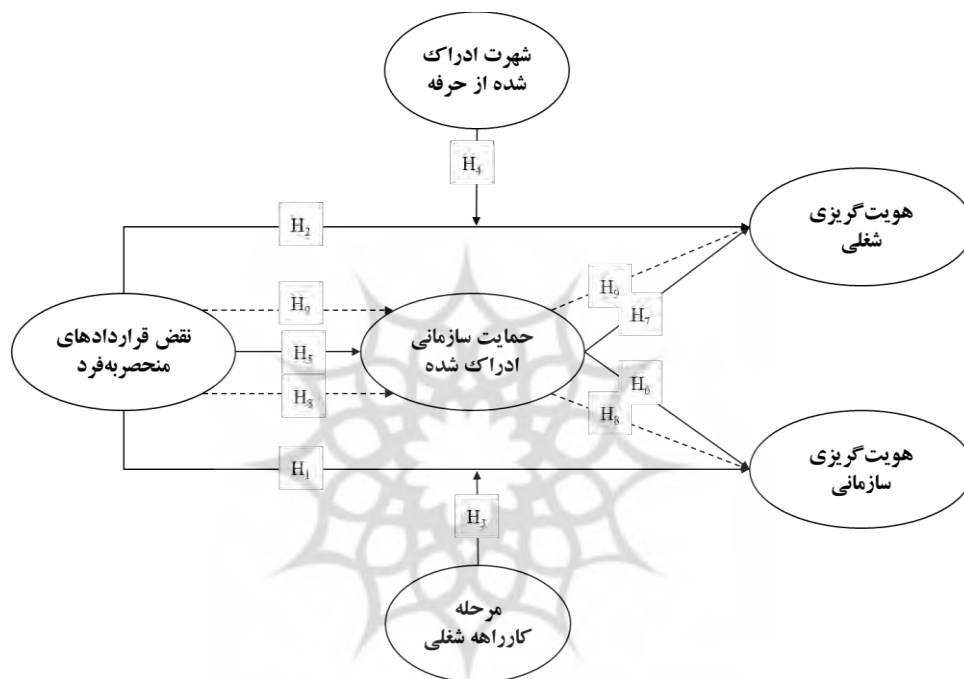 شهرت ادراک
شده از حرفه
H₄
هویت‌گریزی
شغلی
H₂
H₉
H₉
H₇
نقض قراردادهای
منحصربه‌فرد
H₅
حمایت سازمانی
ادراک شده
H₆
H₈
H₈
H₁
هویت‌گریزی
سازمانی
H₃
مرحله
کارراهه شغلی